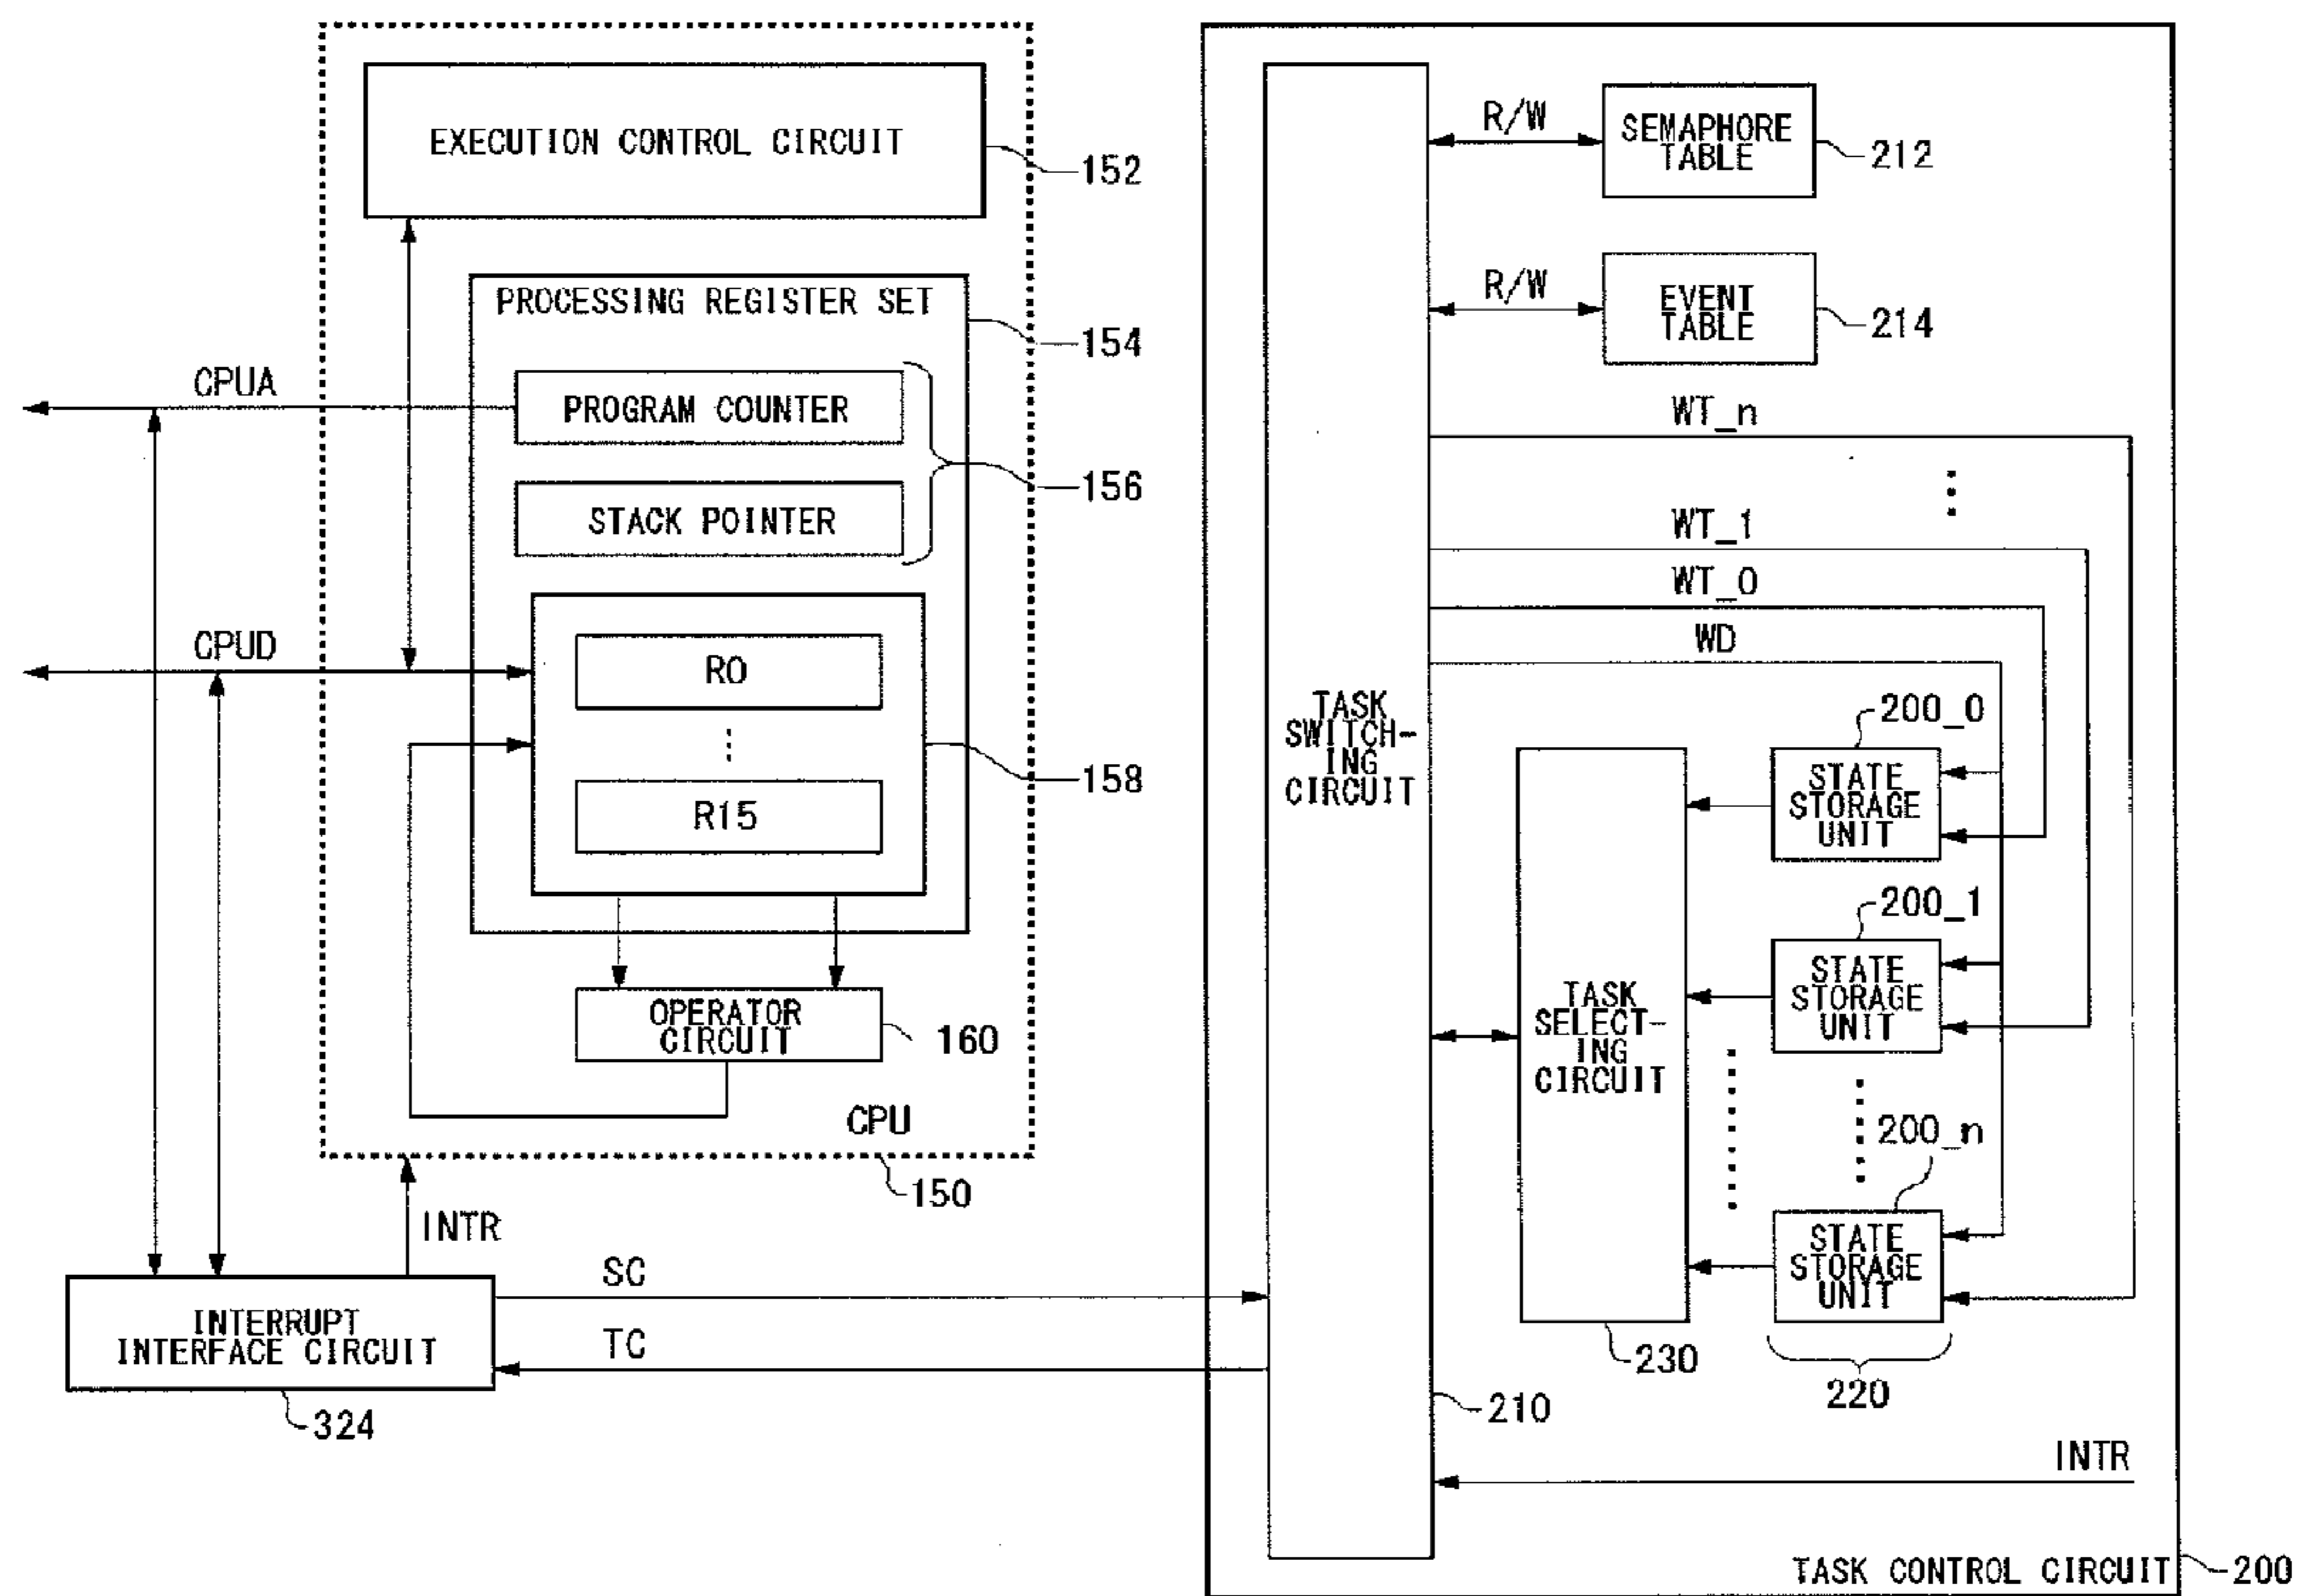 EXECUTION CONTROL CIRCUIT
152
PROCESSING REGISTER SET
154
CPUA
PROGRAM COUNTER
STACK POINTER
156
CPUD
R0
R15
158
OPERATOR
CIRCUIT
160
CPU
150
INTR
INTERRUPT
INTERFACE CIRCUIT
324
SC
TC
TASK
SWITCH-
ING
CIRCUIT
210
R/W
SEMAPHORE
TABLE
212
R/W
EVENT
TABLE
214
WT_n
WT_1
WT_0
WD
TASK
SELECT-
ING
CIRCUIT
230
200_0
STATE
STORAGE
UNIT
200_1
STATE
STORAGE
UNIT
200_n
STATE
STORAGE
UNIT
220
INTR
TASK CONTROL CIRCUIT
200